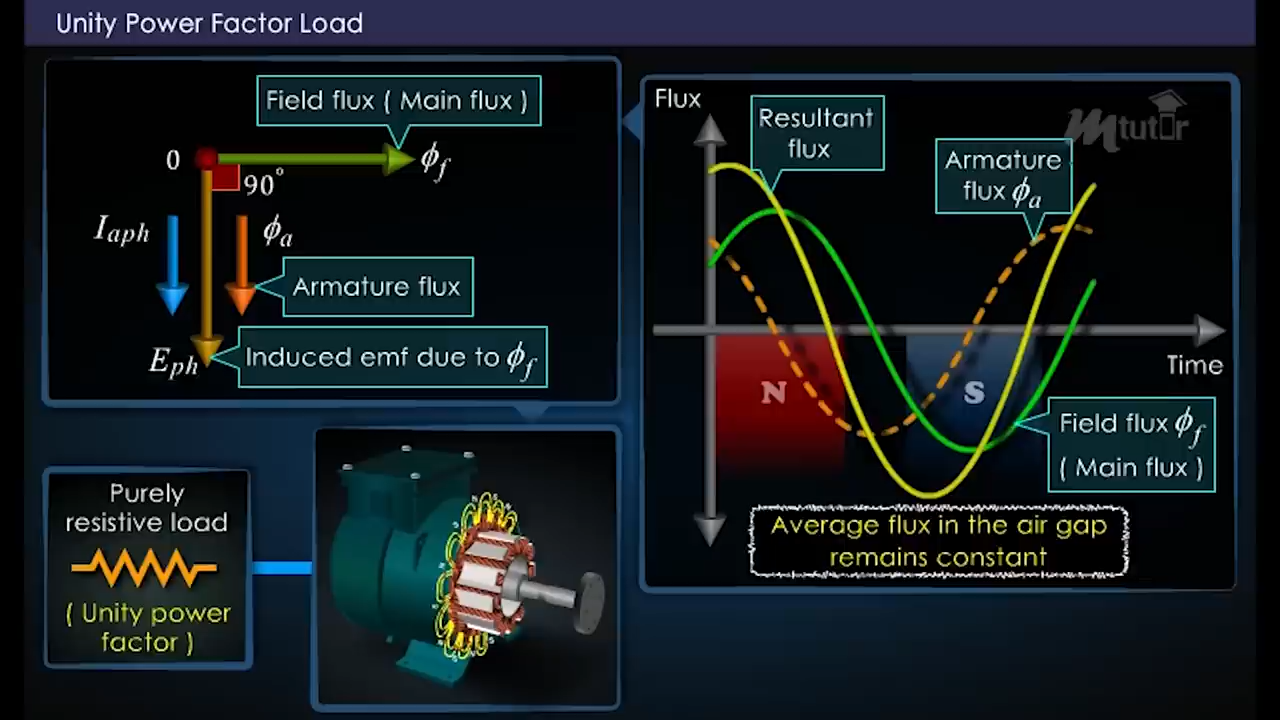 Unity Power Factor Load
Field flux ( Main flux )
0
ϕf
90°
Iaph
ϕa
Armature flux
Eph
Induced emf due to ϕf
Purely
resistive load
( Unity power
factor )
Flux
Resultant
flux
mtutor
Armature
flux ϕa
Time
N
S
Field flux ϕf
( Main flux )
Average flux in the air gap
remains constant